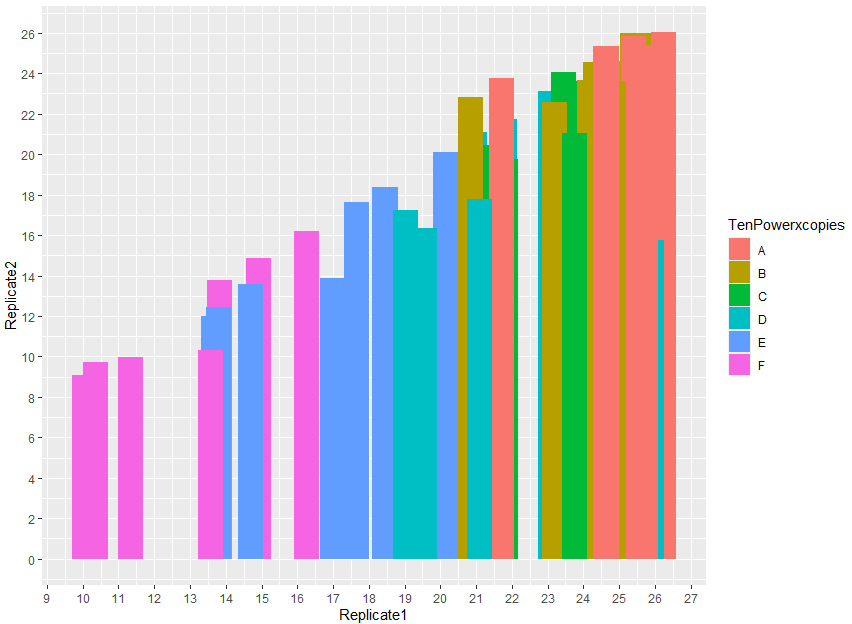 26
24
22
20
18
16
14
12
10
8
6
4
2
0
Replicate2
9 10 11 12 13 14 15 16 17 18 19 20 21 22 23 24 25 26 27
Replicate1
TenPowerxcopies
A
B
C
D
E
F